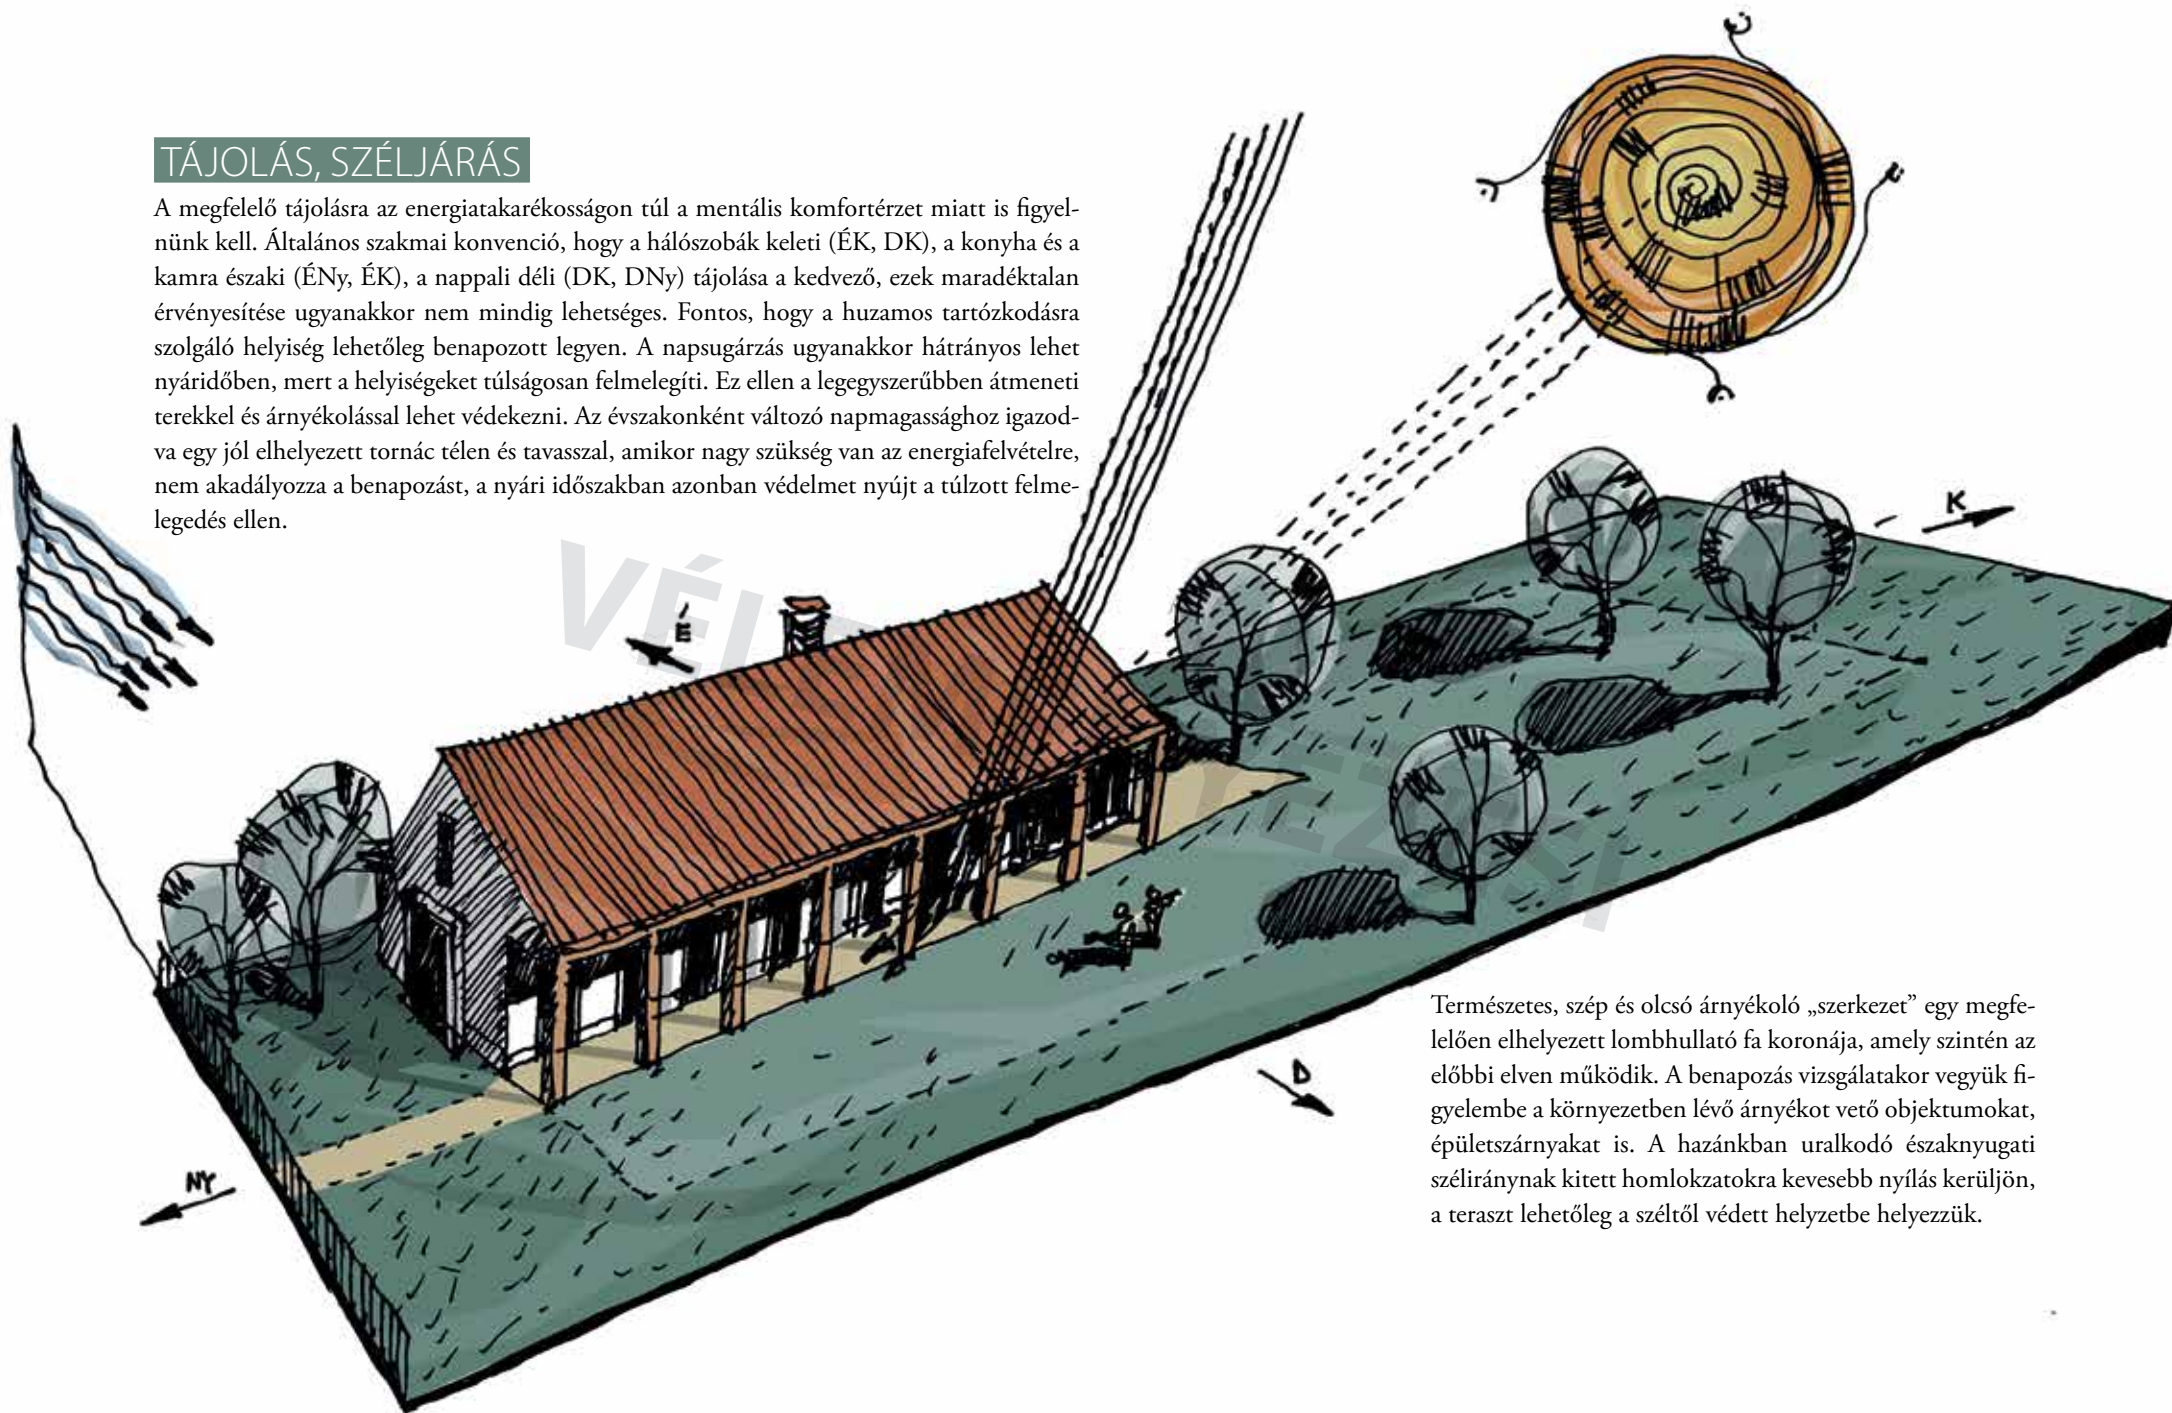 TÁJOLÁS, SZÉLJÁRÁS
A megfelelő tájolásra az energiatakarékosságon túl a mentális komfortérzet miatt is figyel-
nünk kell. Általános szakmai konvenció, hogy a hálószobák keleti (ÉK, DK), a konyha és a
kamra északi (ÉNy, ÉK), a nappali déli (DK, DNy) tájolása a kedvező, ezek maradéktalan
érvényesítése ugyanakkor nem mindig lehetséges. Fontos, hogy a huzamos tartózkodásra
szolgáló helyiség lehetőleg benapozott legyen. A napsugárzás ugyanakkor hátrányos lehet
nyáridőben, mert a helyiségeket túlságosan felmelegíti. Ez ellen a legegyszerűbben átmeneti
terekkel és árnyékolással lehet védekezni. Az évszakonként változó napmagassághoz igazod-
va egy jól elhelyezett tornác télen és tavasszal, amikor nagy szükség van az energiafelvételre,
nem akadályozza a benapozást, a nyári időszakban azonban védelmet nyújt a túlzott felme-
legedés ellen.
K
É
D
NY
Természetes, szép és olcsó árnyékoló „szerkezet” egy megfe-
lelően elhelyezett lombhullató fa koronája, amely szintén az
előbbi elven működik. A benapozás vizsgálatakor vegyük fi-
gyelembe a környezetben lévő árnyékot vető objektumokat,
épületszárnyakat is. A hazánkban uralkodó északnyugati
széliránynak kitett homlokzatokra kevesebb nyílás kerüljön,
a teraszt lehetőleg a széltől védett helyzetbe helyezzük.